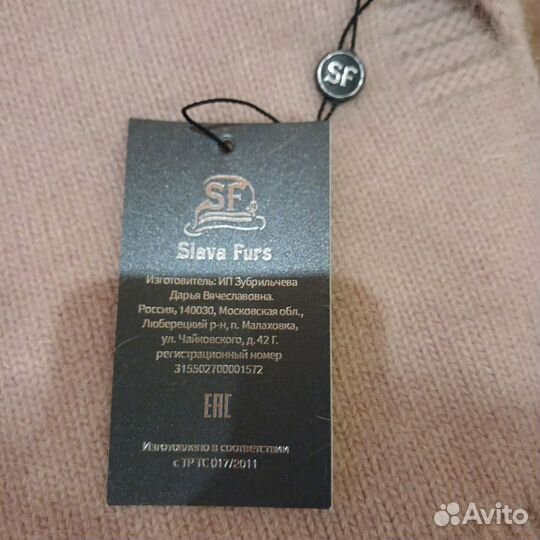 SF
SF
Slava Furs
Изготовитель: ИП Зубрильчева
Дарья Вячеславовна.
Россия, 140030, Московская обл.,
Люберецкий р-н, п. Малаховка,
ул. Чайковского, д. 42 Г.
регистрационный номер
315502700001572
EAC
Изготовлено в соответствии
с ТР ТС 017/2011
Avito